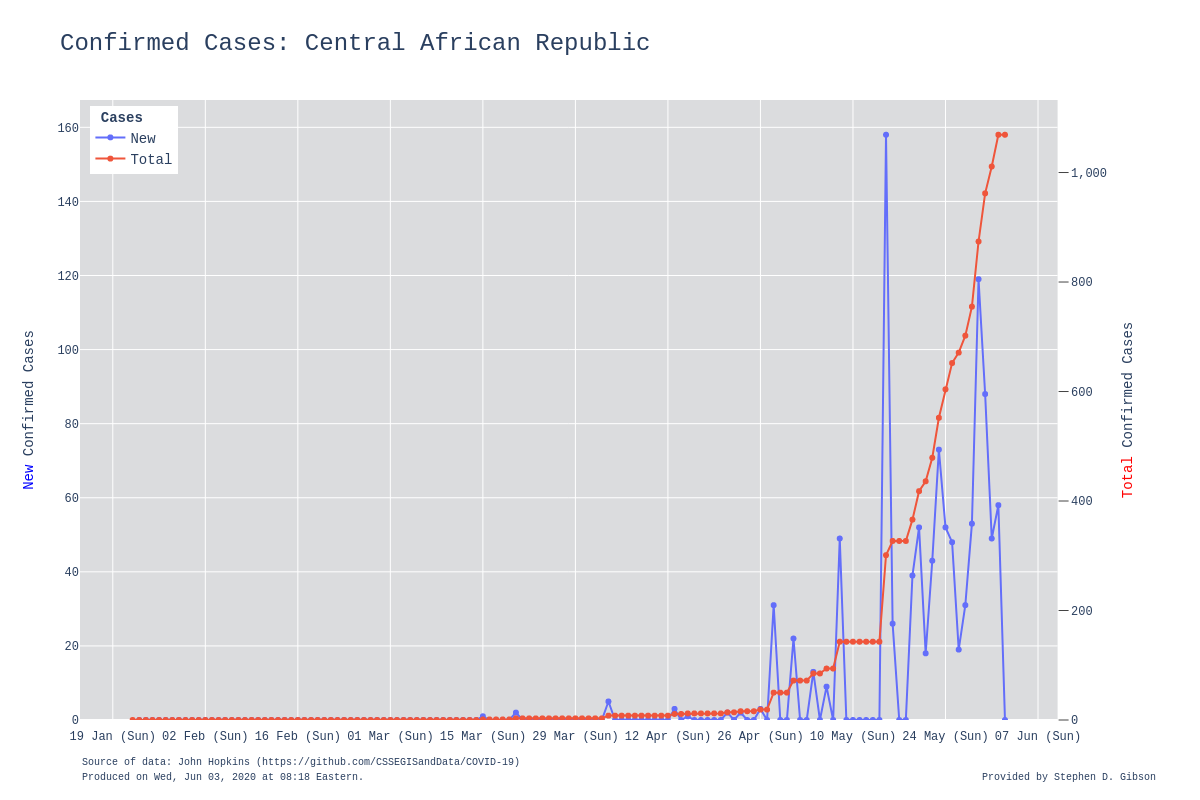 Confirmed Cases: Central African Republic
Cases
New
Total
160
140
120
100
80
60
40
20
0
New Confirmed Cases
1,000
800
600
400
200
0
Total Confirmed Cases
19 Jan (Sun) 02 Feb (Sun) 16 Feb (Sun) 01 Mar (Sun) 15 Mar (Sun) 29 Mar (Sun) 12 Apr (Sun) 26 Apr (Sun) 10 May (Sun) 24 May (Sun) 07 Jun (Sun)
Source of data: John Hopkins (https://github.com/CSSEGISandData/COVID-19)
Produced on Wed, Jun 03, 2020 at 08:18 Eastern.
Provided by Stephen D. Gibson